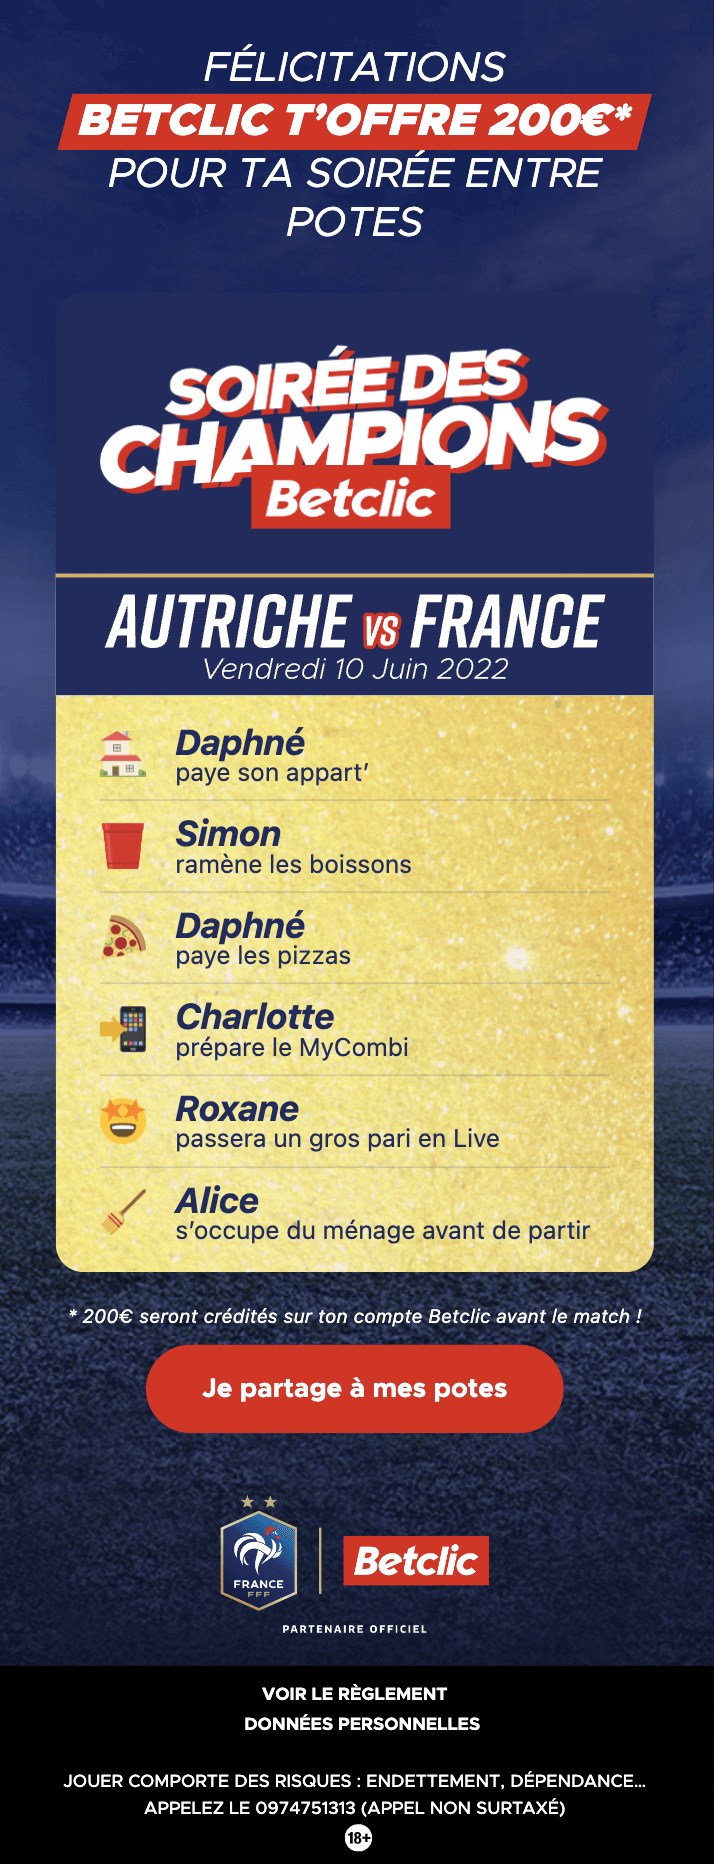 FÉLICITATIONS
BETCLIC T’OFFRE 200€*
POUR TA SOIRÉE ENTRE
POTES
SOIRÉE DES
CHAMPIONS
Betclic
AUTRICHE VS FRANCE
Vendredi 10 Juin 2022
Daphné
paye son appart’
Simon
ramène les boissons
Daphné
paye les pizzas
Charlotte
prépare le MyCombi
Roxane
passera un gros pari en Live
Alice
s’occupe du ménage avant de partir
* 200€ seront crédités sur ton compte Betclic avant le match !
Je partage à mes potes
FRANCE
FFF
Betclic
PARTENAIRE OFFICIEL
VOIR LE RÈGLEMENT
DONNÉES PERSONNELLES
JOUER COMPORTE DES RISQUES : ENDETTEMENT, DÉPENDANCE...
APPELEZ LE 0974751313 (APPEL NON SURTAXÉ)
18+